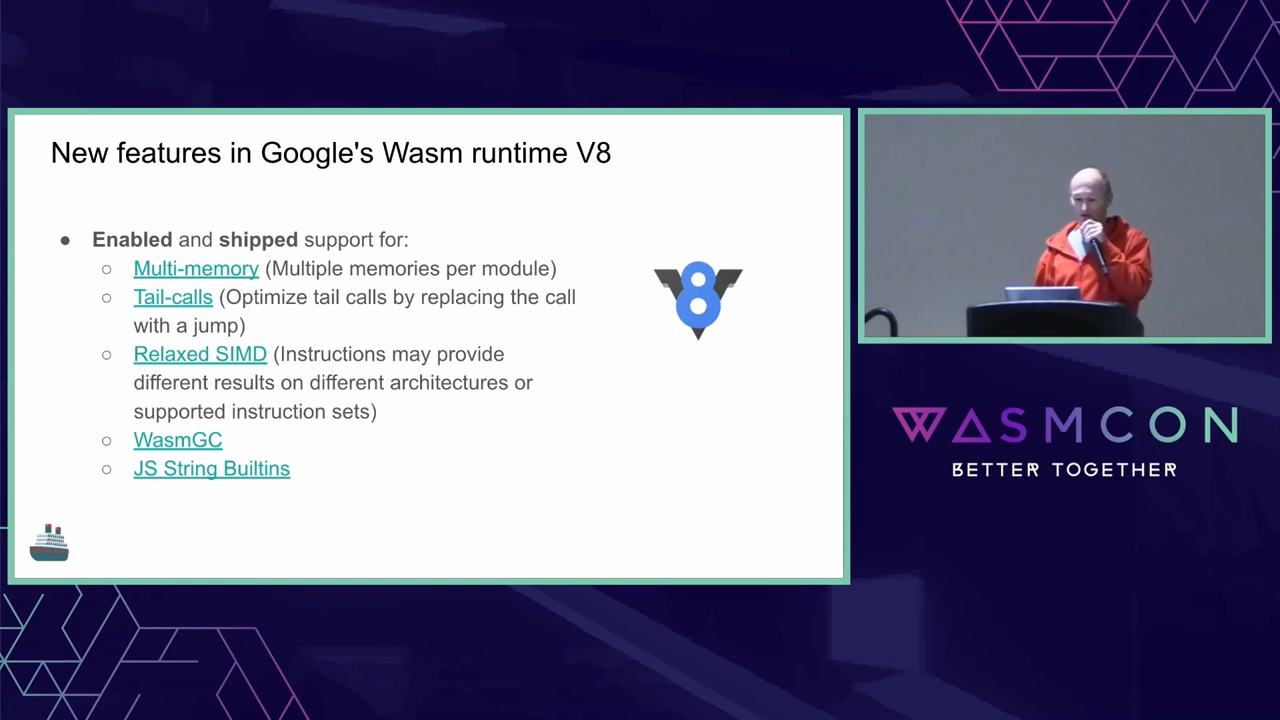 New features in Google's Wasm runtime V8
● Enabled and shipped support for:
○ Multi-memory (Multiple memories per module)
○ Tail-calls (Optimize tail calls by replacing the call
with a jump)
○ Relaxed SIMD (Instructions may provide
different results on different architectures or
supported instruction sets)
○ WasmGC
○ JS String Builtins
8
WASMCON
BETTER TOGETHER